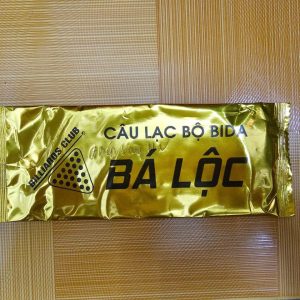 BILLIARDS CLUB
CÂU LẠC BỘ BIDA
BÁ LỘC